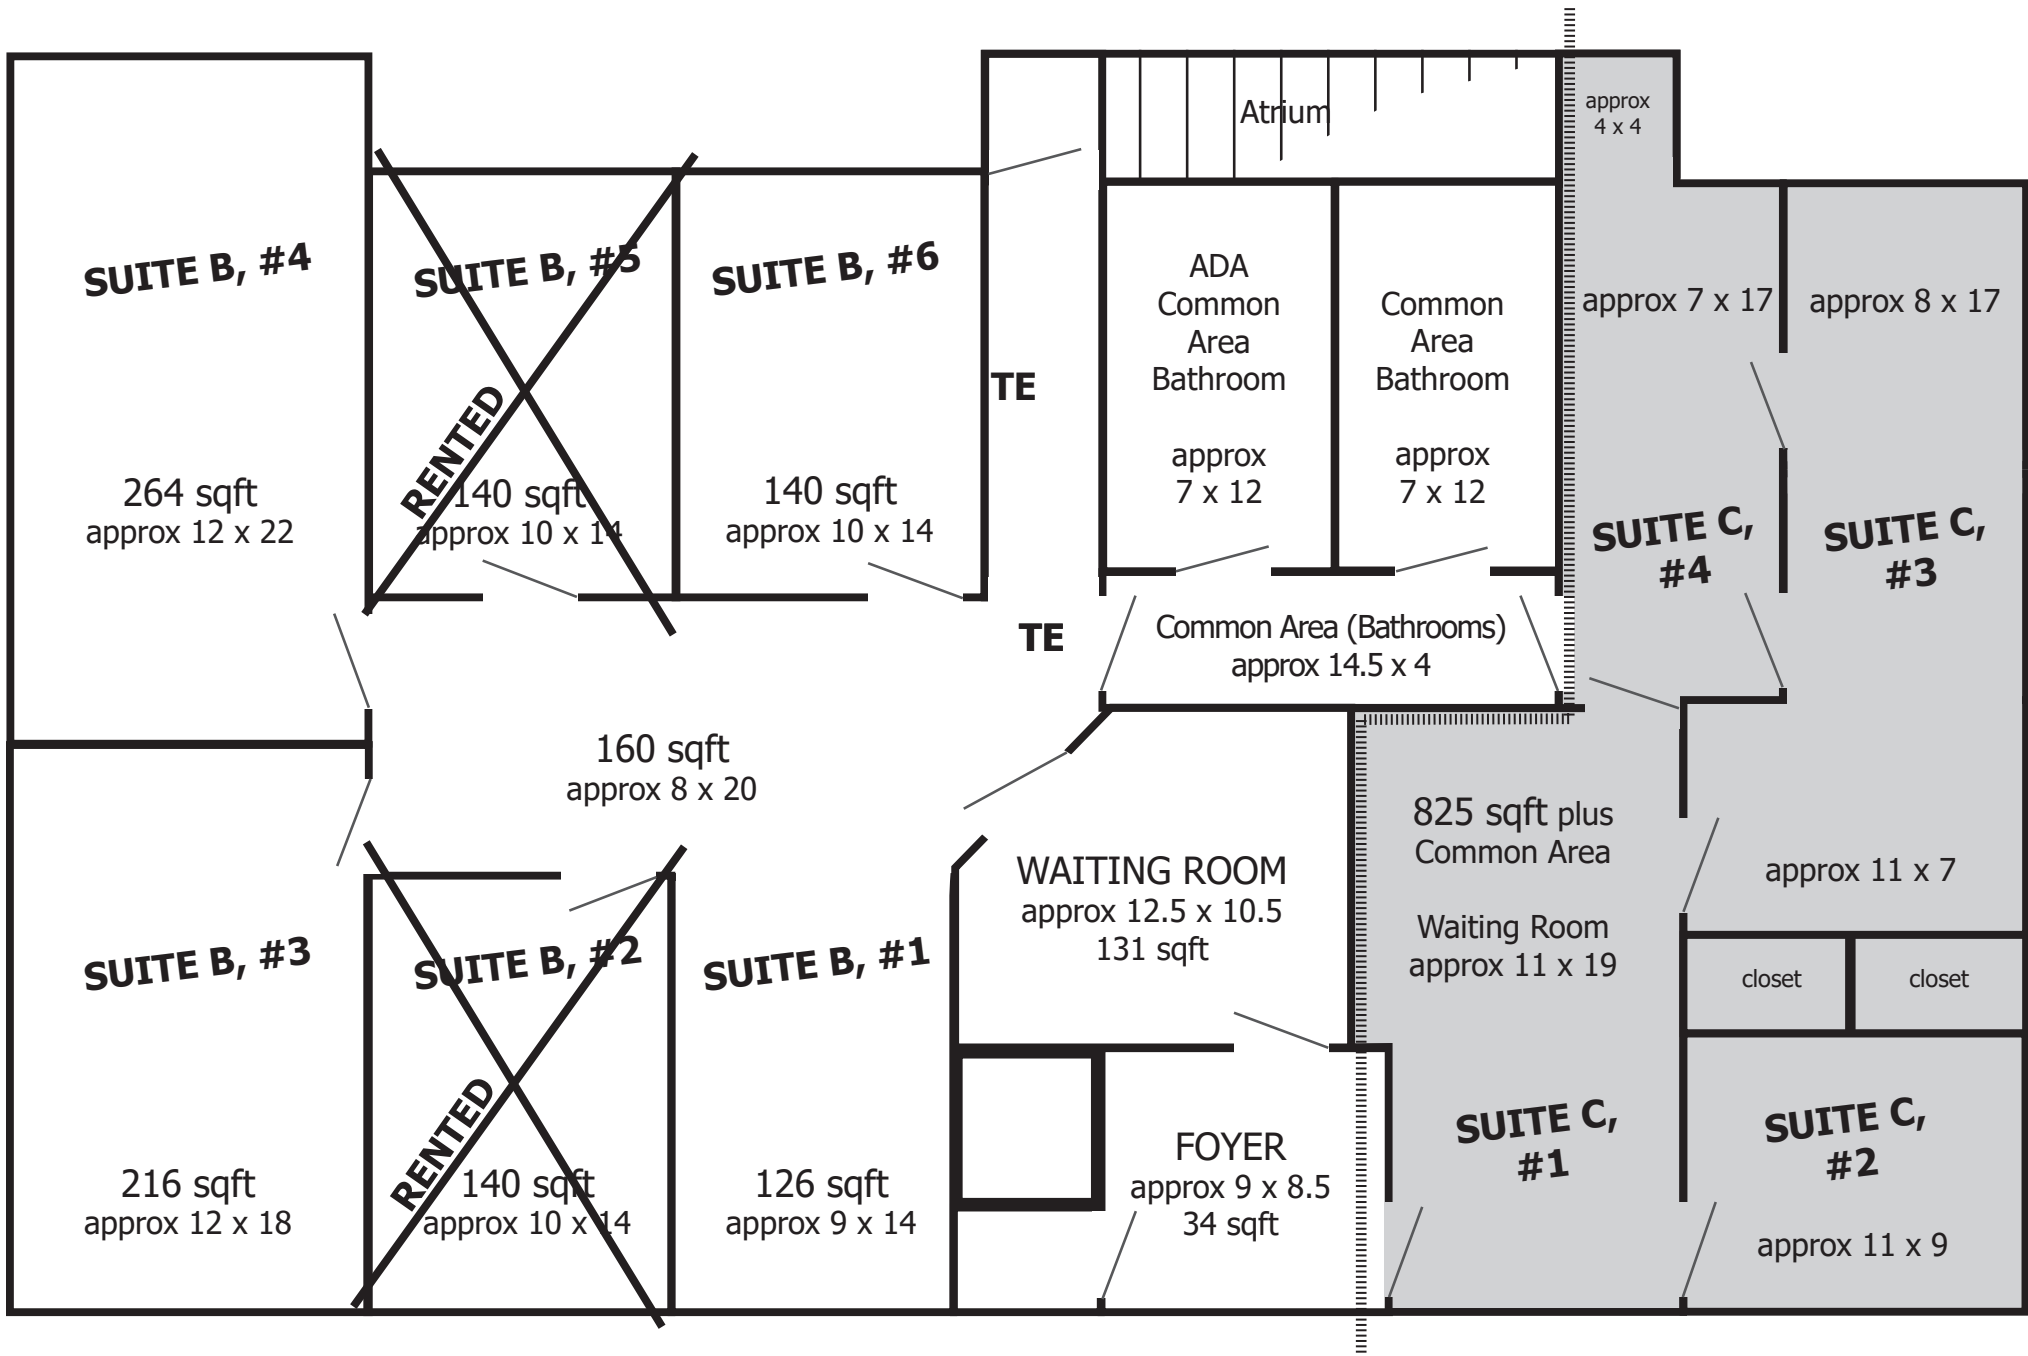 Atrium
approx
4 x 4
SUITE B, #4
264 sqft
approx 12 x 22
SUITE B, #5
RENTED
140 sqft
approx 10 x 14
SUITE B, #6
140 sqft
approx 10 x 14
TE
TE
ADA
Common
Area
Bathroom
approx
7 x 12
Common
Area
Bathroom
approx
7 x 12
Common Area (Bathrooms)
approx 14.5 x 4
approx 7 x 17
SUITE C,
#4
approx 8 x 17
SUITE C,
#3
160 sqft
approx 8 x 20
WAITING ROOM
approx 12.5 x 10.5
131 sqft
825 sqft plus
Common Area
Waiting Room
approx 11 x 19
approx 11 x 7
closet
closet
SUITE B, #3
216 sqft
approx 12 x 18
SUITE B, #2
RENTED
140 sqft
approx 10 x 14
SUITE B, #1
126 sqft
approx 9 x 14
FOYER
approx 9 x 8.5
34 sqft
SUITE C,
#1
SUITE C,
#2
approx 11 x 9